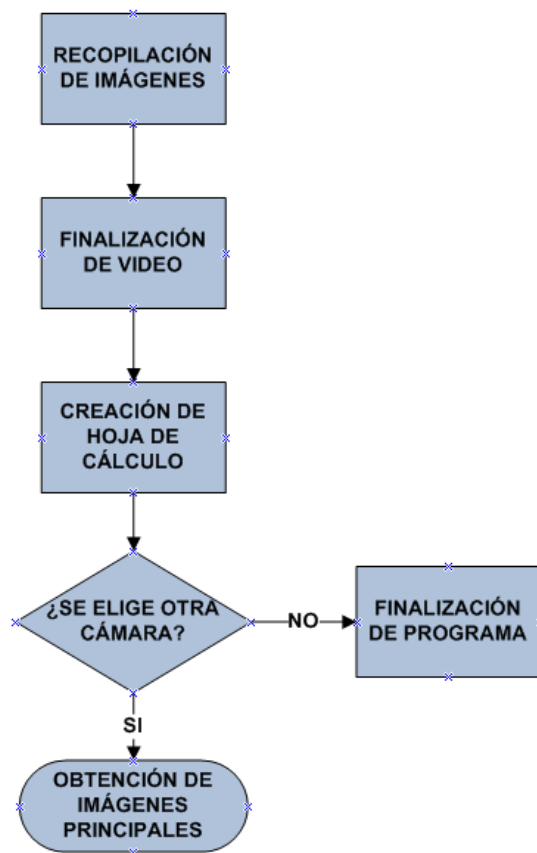 RECOPILACIÓN
DE IMÁGENES
FINALIZACIÓN
DE VIDEO
CREACIÓN DE
HOJA DE
CÁLCULO
¿SE ELIGE OTRA
CÁMARA?
NO
FINALIZACIÓN
DE PROGRAMA
SI
OBTENCIÓN DE
IMÁGENES
PRINCIPALES